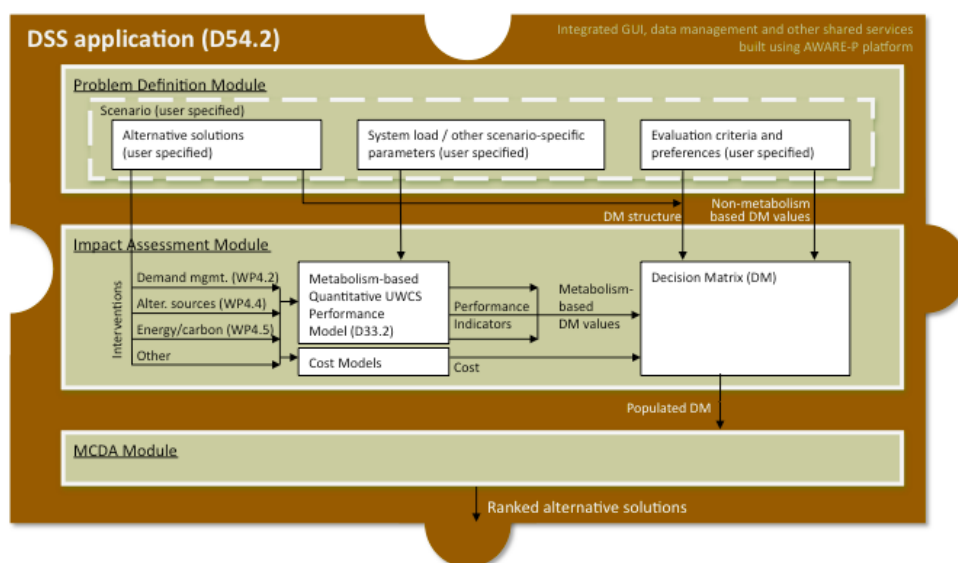 DSS application (D54.2)
Integrated GUI, data management and other shared services
built using AWARE-P platform
Problem Definition Module
Scenario (user specified)
Alternative solutions
(user specified)
System load / other scenario-specific
parameters (user specified)
Evaluation criteria and
preferences (user specified)
DM structure
Non-metabolism
based DM values
Impact Assessment Module
Interventions
Demand mgmt. (WP4.2)
Alter. sources (WP4.4)
Energy/carbon (WP4.5)
Other
Metabolism-based
Quantitative UWCS
Performance
Model (D33.2)
Cost Models
Performance
Indicators
Cost
Metabolism-
based
DM values
Decision Matrix (DM)
Populated DM
MCDA Module
Ranked alternative solutions